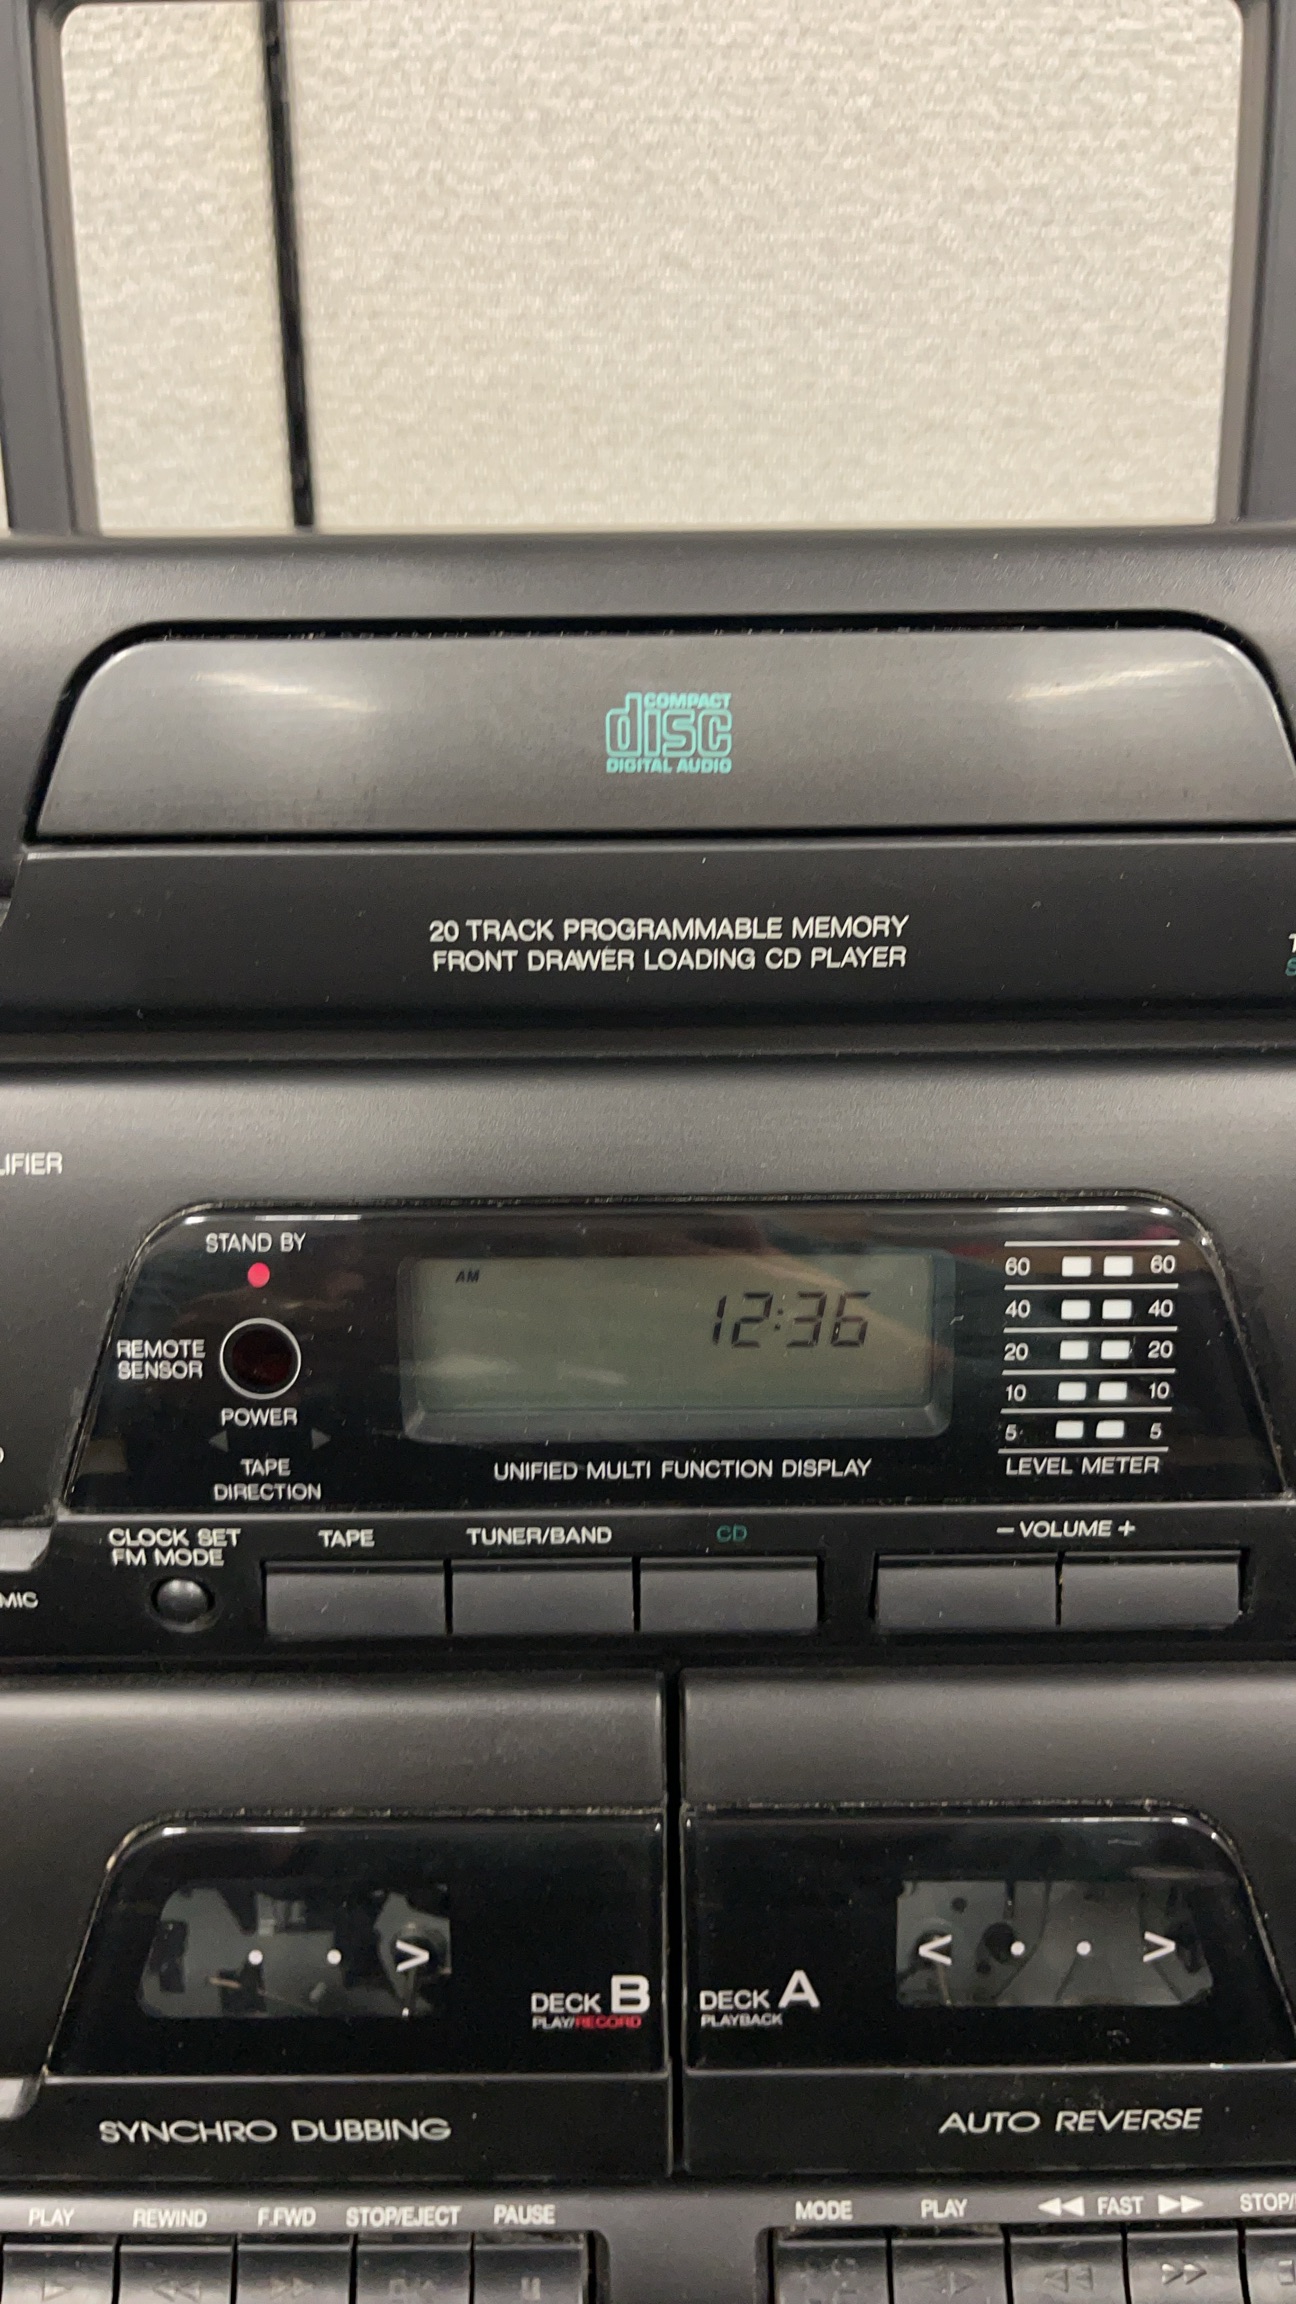 COMPACT
disc
DIGITAL AUDIO
20 TRACK PROGRAMMABLE MEMORY
FRONT DRAWER LOADING CD PLAYER
LIFIER
STAND BY
REMOTE
SENSOR
POWER
TAPE
DIRECTION
AM
12:36
UNIFIED MULTI FUNCTION DISPLAY
60 60
40 40
20 20
10 10
5 5
LEVEL METER
CLOCK SET
FM MODE
TAPE
TUNER/BAND
CD
– VOLUME +
MIC
DECK B
PLAY/RECORD
DECK A
PLAYBACK
SYNCHRO DUBBING
AUTO REVERSE
PLAY REWIND F.FWD STOP/EJECT PAUSE
MODE PLAY ◀◀ FAST ▶▶ STOP/